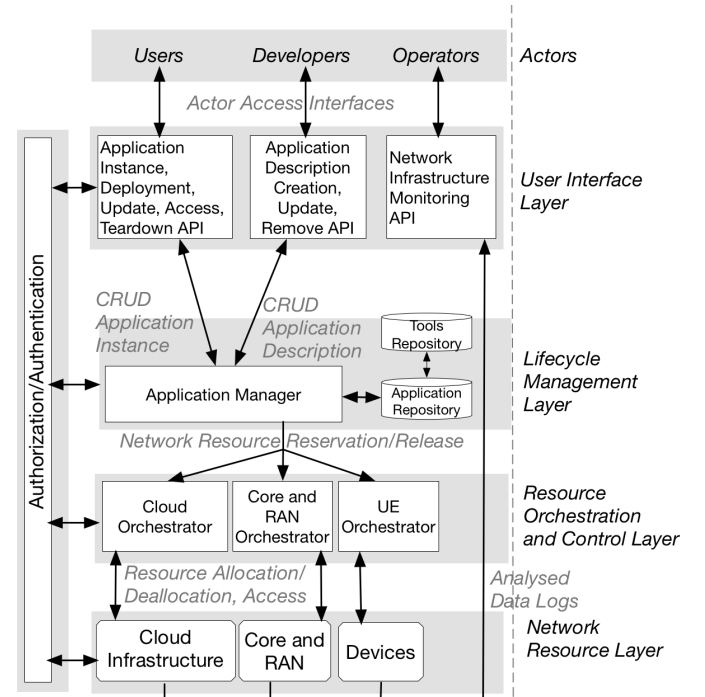 Users
Developers
Operators
Actors
Actor Access Interfaces
Application
Instance,
Deployment,
Update, Access,
Teardown API
Application
Description
Creation,
Update,
Remove API
Network
Infrastructure
Monitoring
API
User Interface
Layer
Authorization/Authentication
CRUD
Application
Instance
CRUD
Application
Description
Tools
Repository
Application
Repository
Application Manager
Lifecycle
Management
Layer
Network Resource Reservation/Release
Cloud
Orchestrator
Core and
RAN
Orchestrator
UE
Orchestrator
Resource
Orchestration
and Control Layer
Resource Allocation/
Deallocation, Access
Analysed
Data Logs
Cloud
Infrastructure
Core and
RAN
Devices
Network
Resource Layer